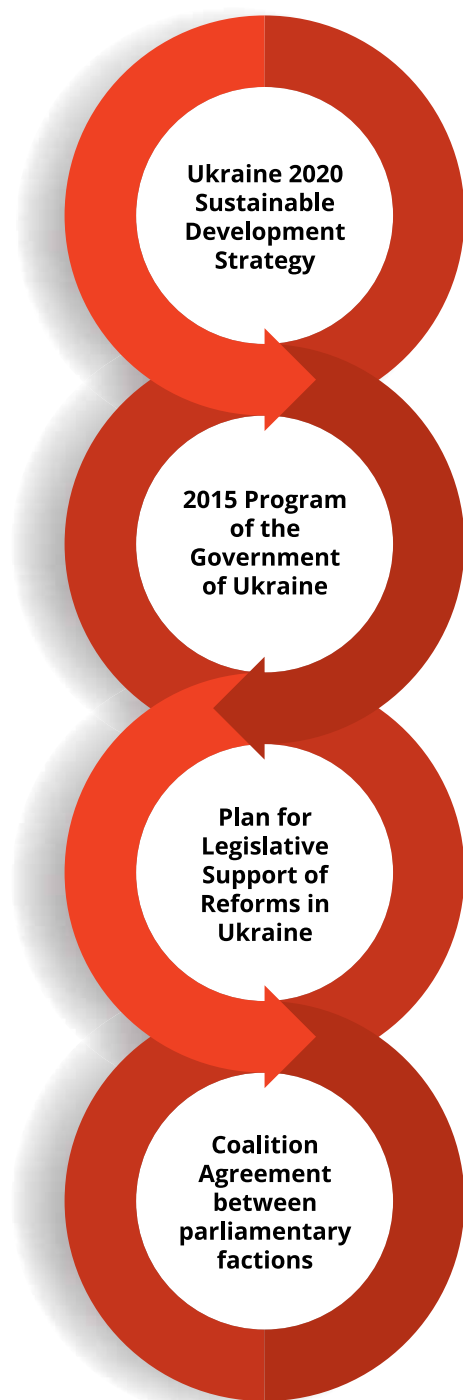 Ukraine 2020
Sustainable
Development
Strategy
2015 Program
of the
Government
of Ukraine
Plan for
Legislative
Support of
Reforms in
Ukraine
Coalition
Agreement
between
parliamentary
factions